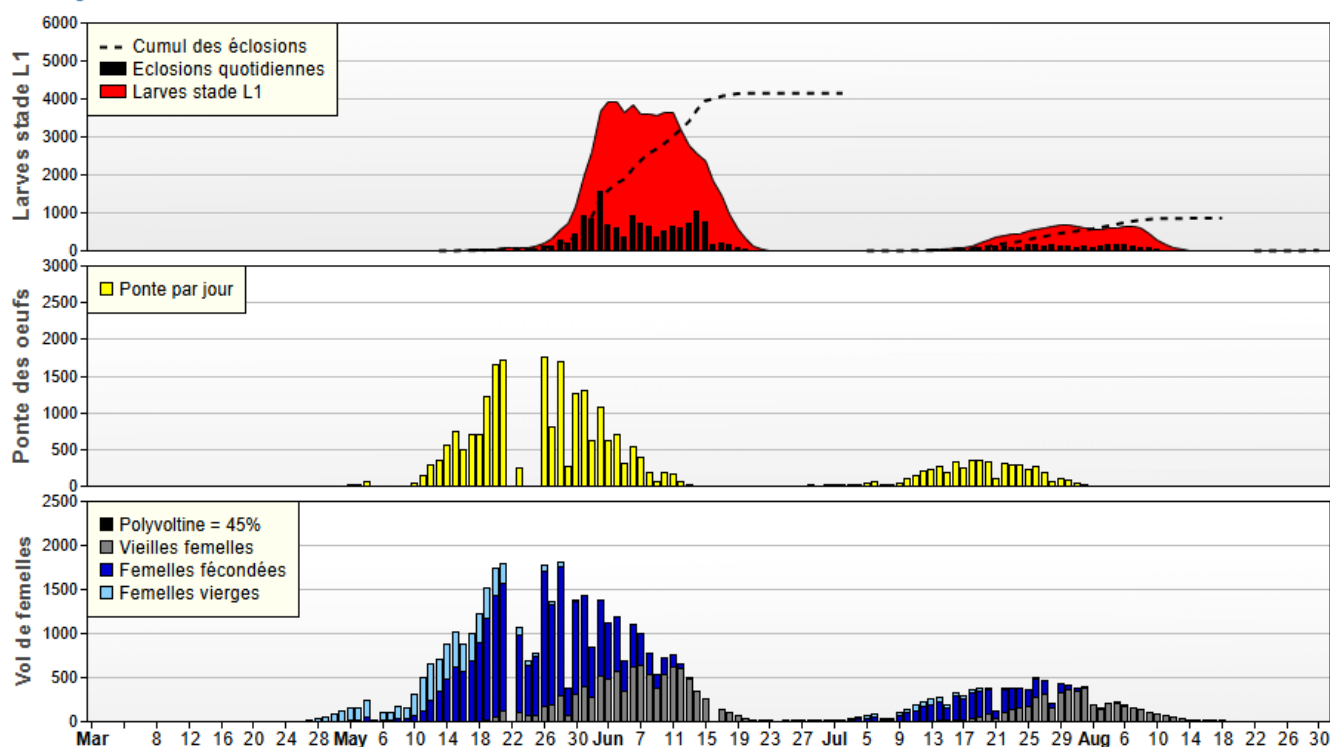 6000
5000
4000
3000
2000
1000
0
Larves stade L1
Cumul des éclosions
Eclosions quotidiennes
Larves stade L1
3000
2500
2000
1500
1000
500
0
Ponte des oeufs
Ponte par jour
2500
2000
1500
1000
500
0
Vol de femelles
Polyvoltine = 45%
Vieilles femelles
Femelles fécondées
Femelles vierges
Mar 8 12 16 20 24 28 May 6 10 14 18 22 26 30 Jun 7 11 15 19 23 27 Jul 5 9 13 17 21 25 29 Aug 6 10 14 18 22 26 30